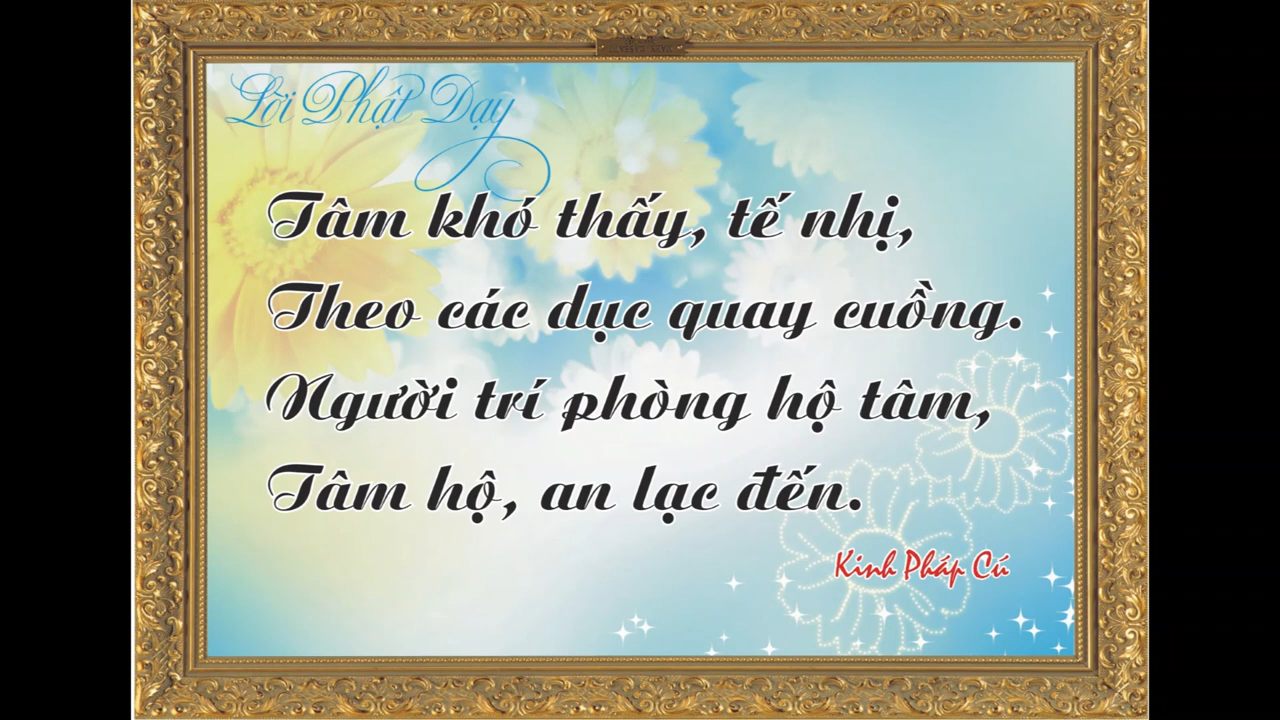 Lời Phật Dạy
Tâm khó thấy, tế nhị,
Theo các dục quay cuồng.
Người trí phòng hộ tâm,
Tâm hộ, an lạc đến.
Kinh Pháp Cú